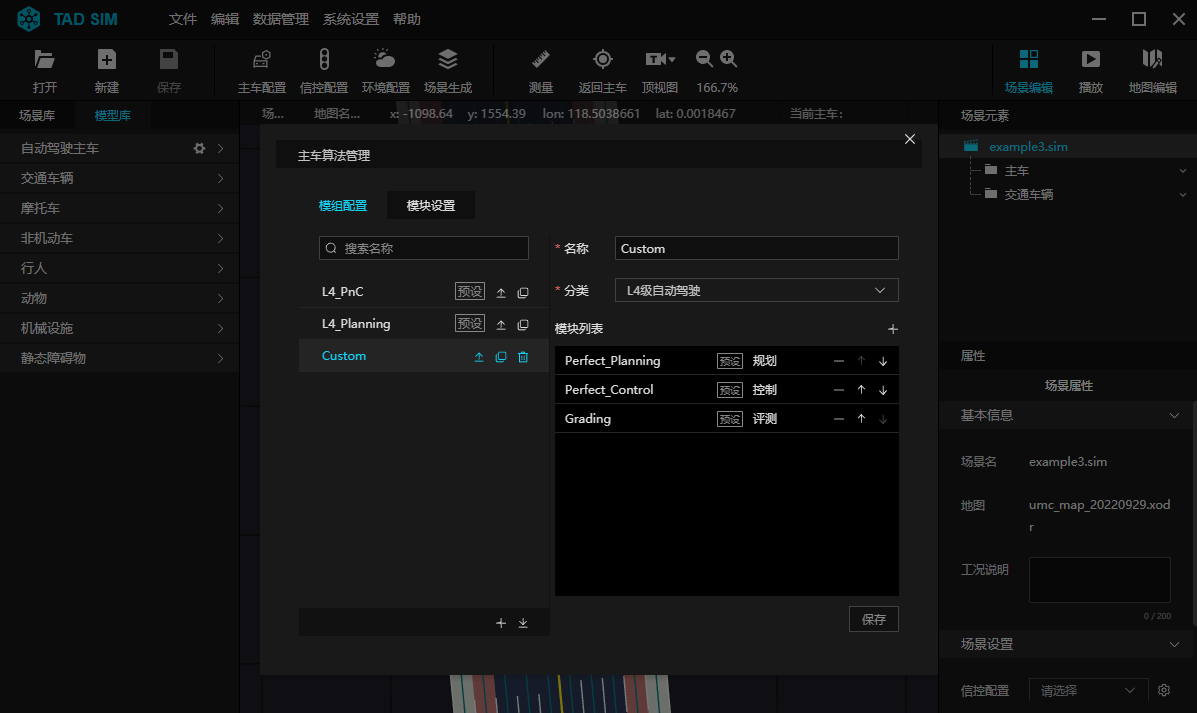 TAD SIM 文件 编辑 数据管理 系统设置 帮助
打开 新建 保存 主车配置 信控配置 环境配置 场景生成 测量 返回主车 顶视图 166.7% 场景编辑 播放 地图编辑
场景库 模型库
场... 地图名... x: -1098.64 y: 1554.39 lon: 118.5038661 lat: 0.0018467 当前主车：
自动驾驶主车
交通车辆
摩托车
非机动车
行人
动物
机械设施
静态障碍物
主车算法管理
模组配置 模块设置
搜索名称
L4_PnC 预设
L4_Planning 预设
Custom
* 名称 Custom
* 分类 L4级自动驾驶
模块列表
Perfect_Planning 预设 规划
Perfect_Control 预设 控制
Grading 预设 评测
保存
场景元素
example3.sim
主车
交通车辆
属性
场景属性
基本信息
场景名 example3.sim
地图 umc_map_20220929.xod
r
工况说明
0 / 200
场景设置
信控配置 请选择